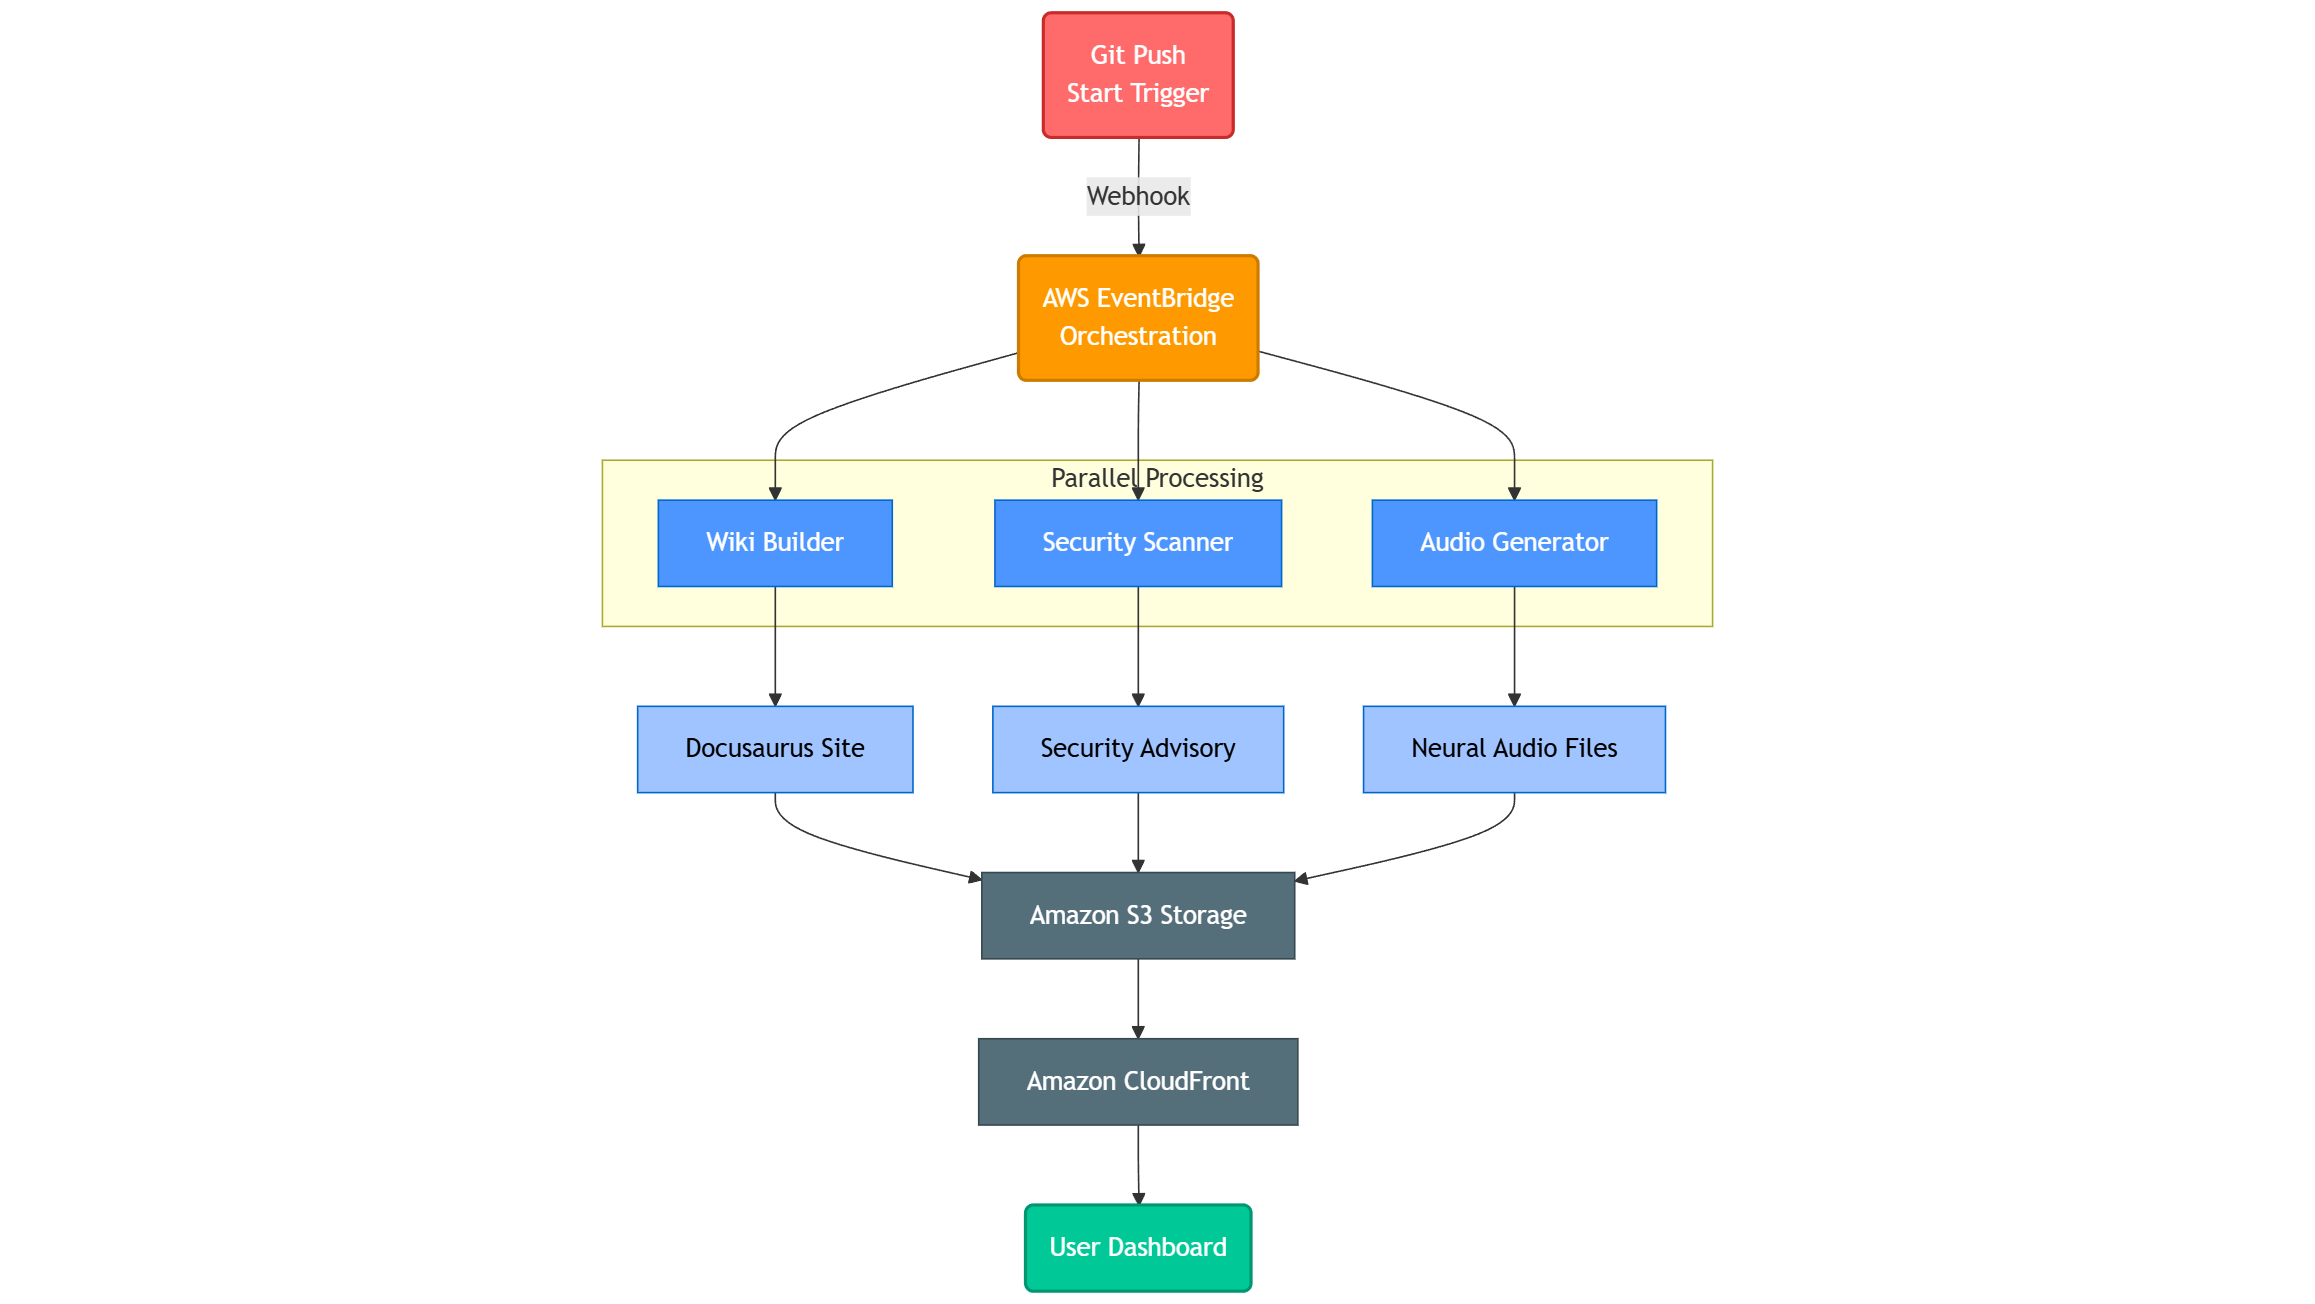 Git Push
Start Trigger
Webhook
AWS EventBridge
Orchestration
Parallel Processing
Wiki Builder
Security Scanner
Audio Generator
Docusaurus Site
Security Advisory
Neural Audio Files
Amazon S3 Storage
Amazon CloudFront
User Dashboard